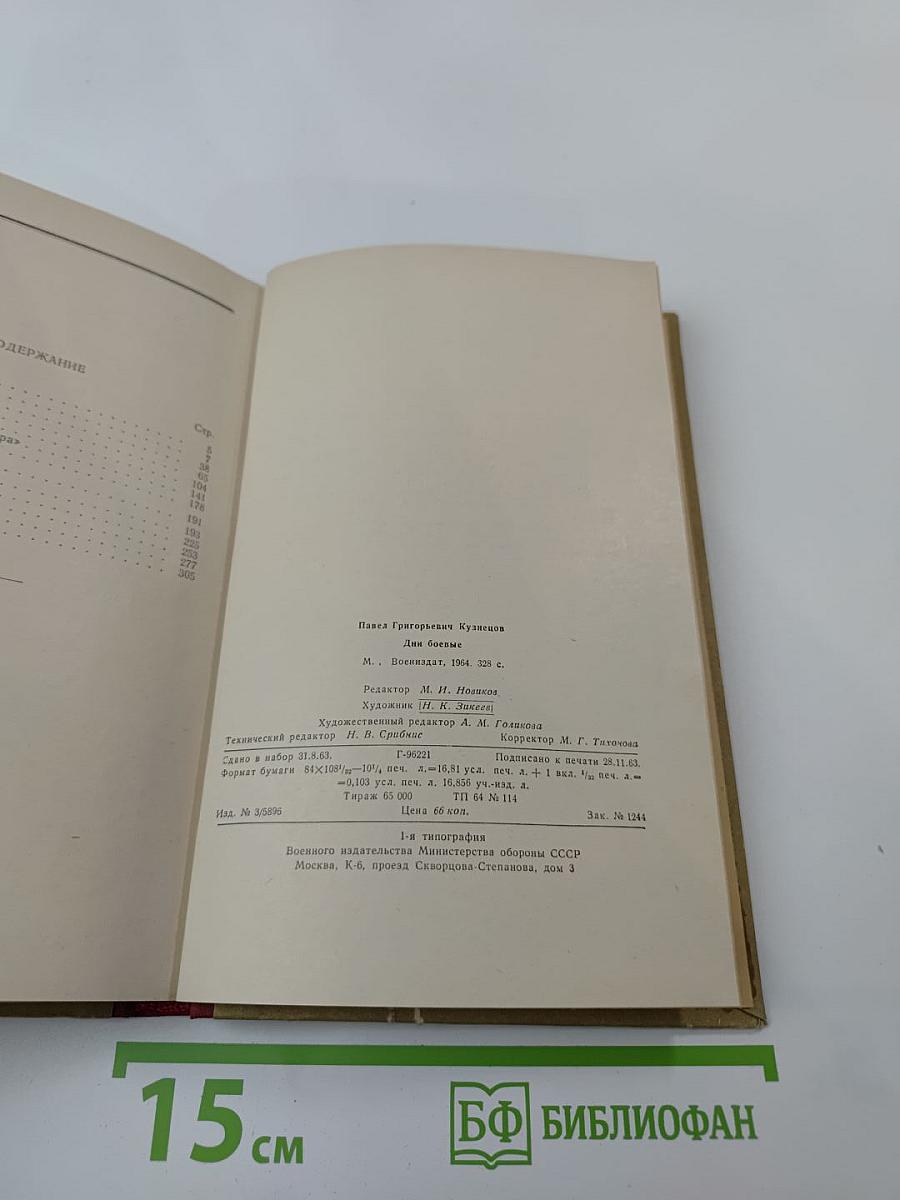 ОДЕРЖАНИЕ
Стр.
5
7
ра»
38
65
104
141
178
191
193
225
253
277
305
Павел Григорьевич Кузнецов
Дни боевые
М., Воениздат, 1964. 328 с.
Редактор М. И. Новиков
Художник |Н. К. Зикеев|
Художественный редактор А. М. Голикова
Технический редактор Н. В. Срибнис Корректор М. Г. Тихонова
Сдано в набор 31.8.63. Г-96221 Подписано к печати 28.11.63.
Формат бумаги 84×108¹/₃₂—10¹/₄ печ. л.=16,81 усл. печ. л. + 1 вкл. ¹/₃₂ печ. л.=
=0,103 усл. печ. л. 16,856 уч.-изд. л.
Тираж 65 000 ТП 64 № 114
Изд. № 3/5896 Цена 66 коп. Зак. № 1244
1-я типография
Военного издательства Министерства обороны СССР
Москва, К-6, проезд Скворцова-Степанова, дом 3
15 см
БФ БИБЛИОФАН